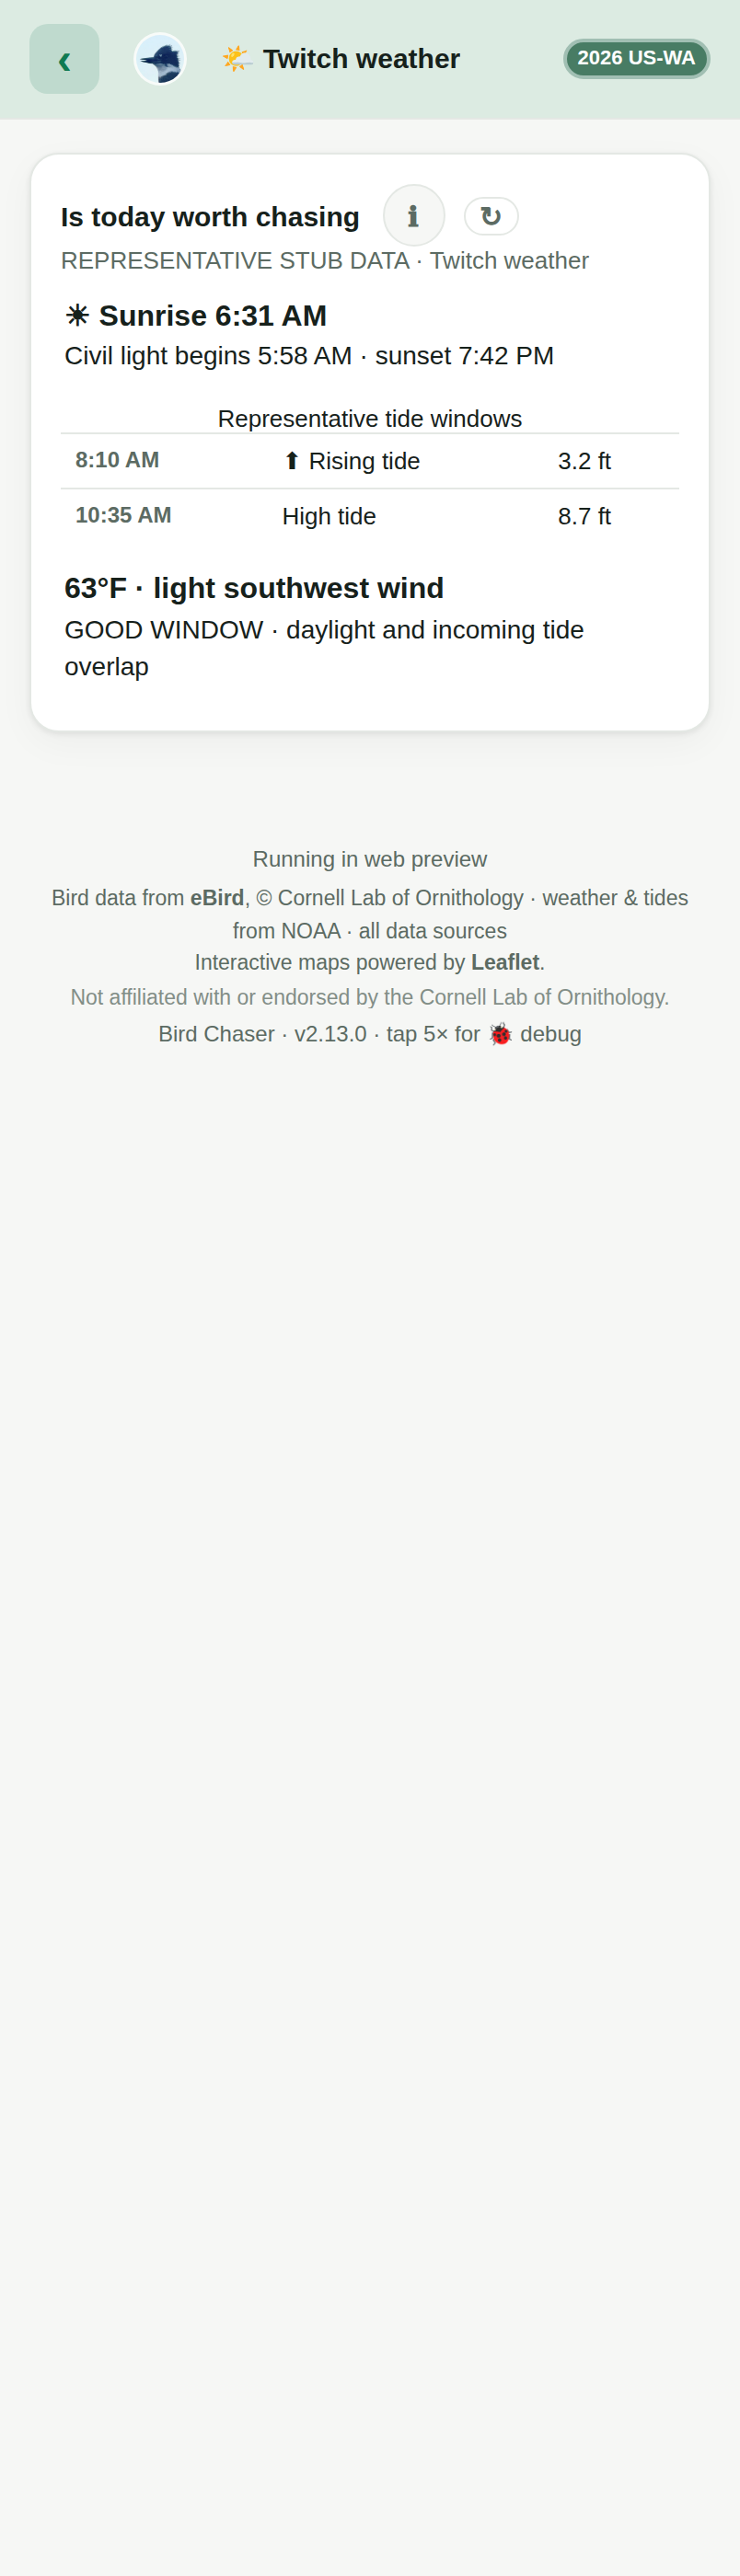 ‹ 🌤️ Twitch weather 2026 US-WA
Is today worth chasing ℹ ↻
REPRESENTATIVE STUB DATA · Twitch weather
☀ Sunrise 6:31 AM
Civil light begins 5:58 AM · sunset 7:42 PM
Representative tide windows
8:10 AM ⬆ Rising tide 3.2 ft
10:35 AM High tide 8.7 ft
63°F · light southwest wind
GOOD WINDOW · daylight and incoming tide
overlap
Running in web preview
Bird data from eBird, © Cornell Lab of Ornithology · weather & tides
from NOAA · all data sources
Interactive maps powered by Leaflet.
Not affiliated with or endorsed by the Cornell Lab of Ornithology.
Bird Chaser · v2.13.0 · tap 5× for 🐞 debug